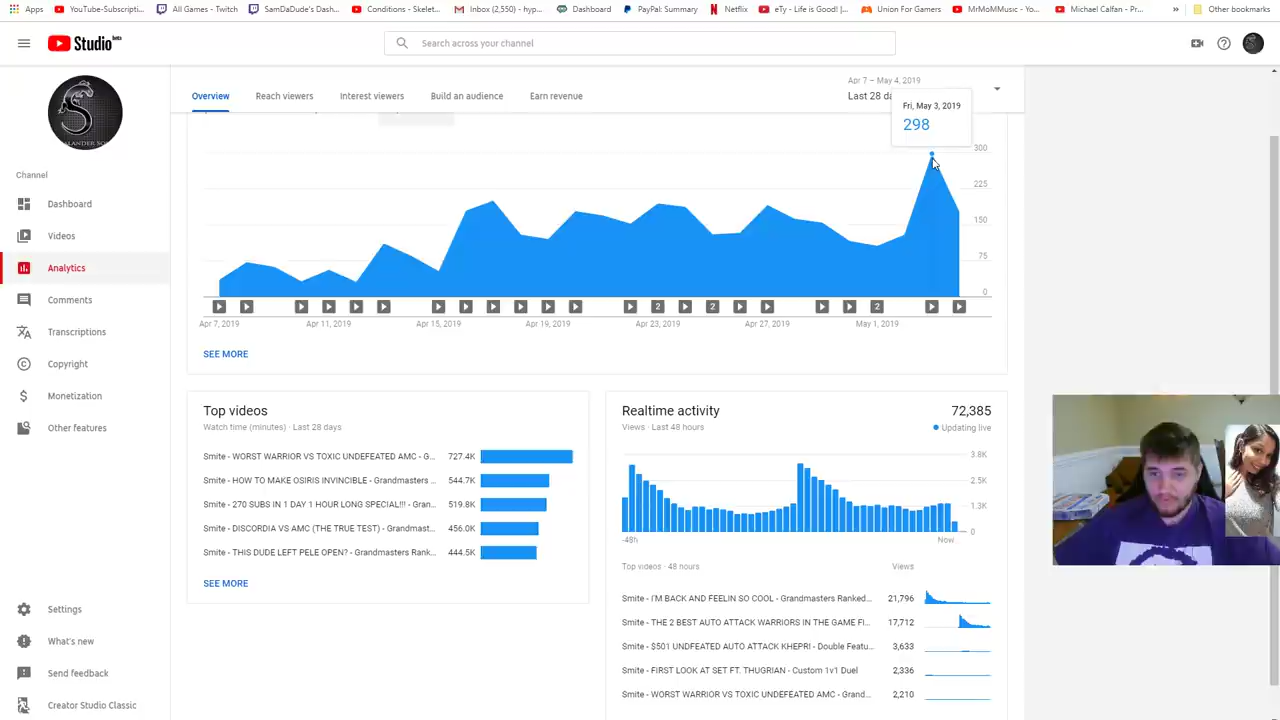 Apps
YouTube-Subscripti...
All Games - Twitch
SamDaDude's Dash...
Conditions - Skelet...
Inbox (2,550) - hyp...
Dashboard
PayPal: Summary
Netflix
eTy - Life is Good! |...
Union For Gamers
MrMoMMusic - Yo...
Michael Calfan - Pr...
»
Other bookmarks
Studio beta
Search across your channel
Channel
Dashboard
Videos
Analytics
Comments
Transcriptions
Copyright
Monetization
Other features
Settings
What's new
Send feedback
Creator Studio Classic
Overview
Reach viewers
Interest viewers
Build an audience
Earn revenue
Apr 7 – May 4, 2019
Last 28 da
Fri, May 3, 2019
298
300
225
150
75
0
2
2
2
Apr 7, 2019
Apr 11, 2019
Apr 15, 2019
Apr 19, 2019
Apr 23, 2019
Apr 27, 2019
May 1, 2019
SEE MORE
Top videos
Watch time (minutes) · Last 28 days
Smite - WORST WARRIOR VS TOXIC UNDEFEATED AMC - G... 727.4K
Smite - HOW TO MAKE OSIRIS INVINCIBLE - Grandmasters ... 544.7K
Smite - 270 SUBS IN 1 DAY 1 HOUR LONG SPECIAL!!! - Gran... 519.8K
Smite - DISCORDIA VS AMC (THE TRUE TEST) - Grandmast... 456.0K
Smite - THIS DUDE LEFT PELE OPEN? - Grandmasters Rank... 444.5K
SEE MORE
Realtime activity
72,385
Views · Last 48 hours
Updating live
3.8K
2.5K
1.3K
0
-48h
Now
Top videos · 48 hours
Views
Smite - I'M BACK AND FEELIN SO COOL - Grandmasters Ranked... 21,796
Smite - THE 2 BEST AUTO ATTACK WARRIORS IN THE GAME FI... 17,712
Smite - $501 UNDFEATED AUTO ATTACK KHEPRI - Double Featu... 3,633
Smite - FIRST LOOK AT SET FT. THUGRIAN - Custom 1v1 Duel 2,336
Smite - WORST WARRIOR VS TOXIC UNDEFEATED AMC - Grand... 2,210